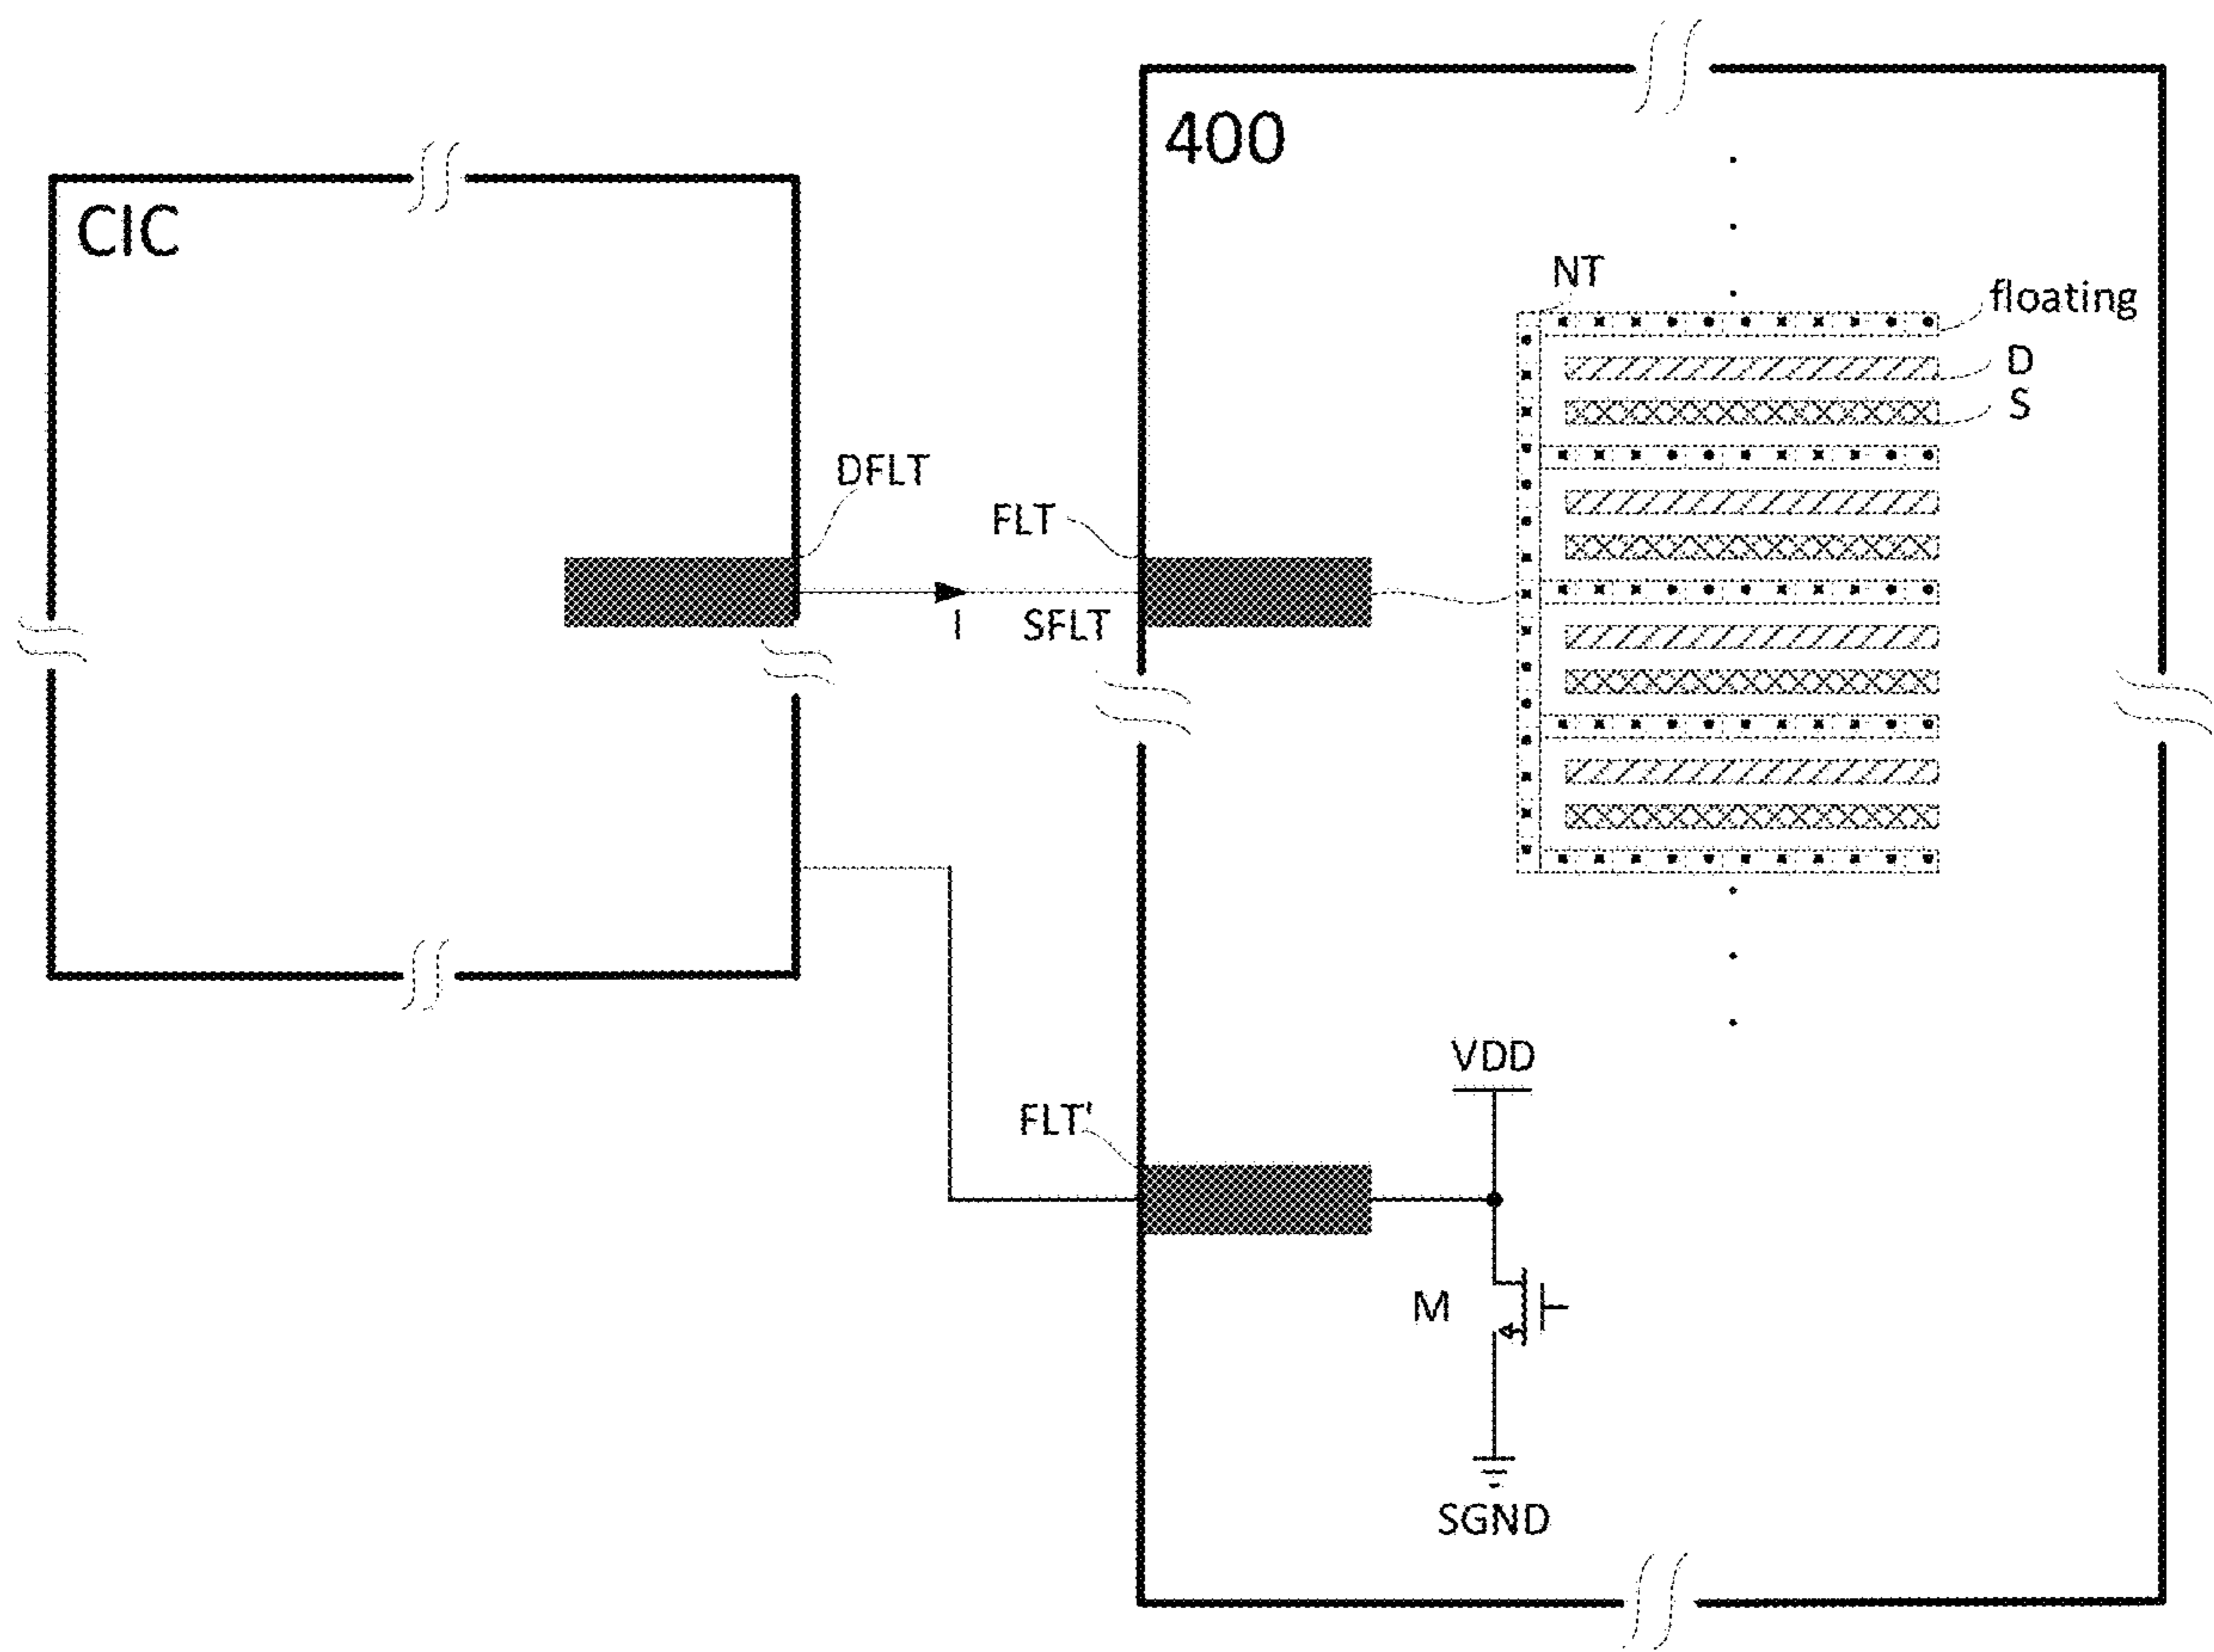 400
CIC
NT
floating
D
S
DFLT
FLT
I
SFLT
VDD
FLT'
M
SGND